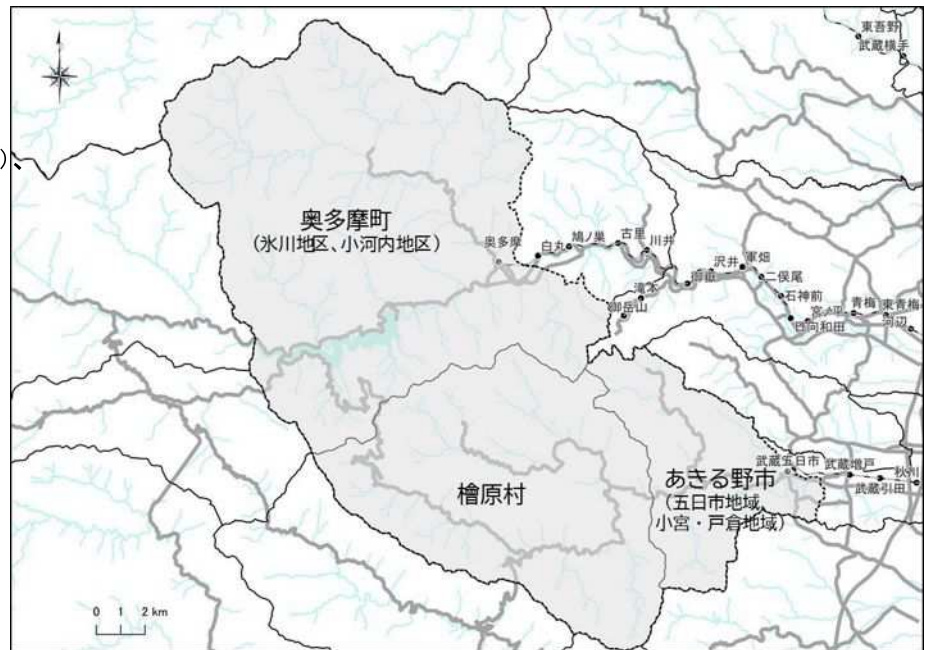 )、
東吾野
武蔵横手
奥多摩町
(氷川地区、小河内地区)
奥多摩
白丸
鳩ノ巣
古里
川井
御嶽
沢井
軍畑
二俣尾
石神前
日向和田
宮ノ平
青梅
東青梅
河辺
滝本
御岳山
檜原村
あきる野市
(五日市地域
小宮・戸倉地域)
武蔵五日市
武蔵増戸
武蔵引田
秋川
0 1 2 km